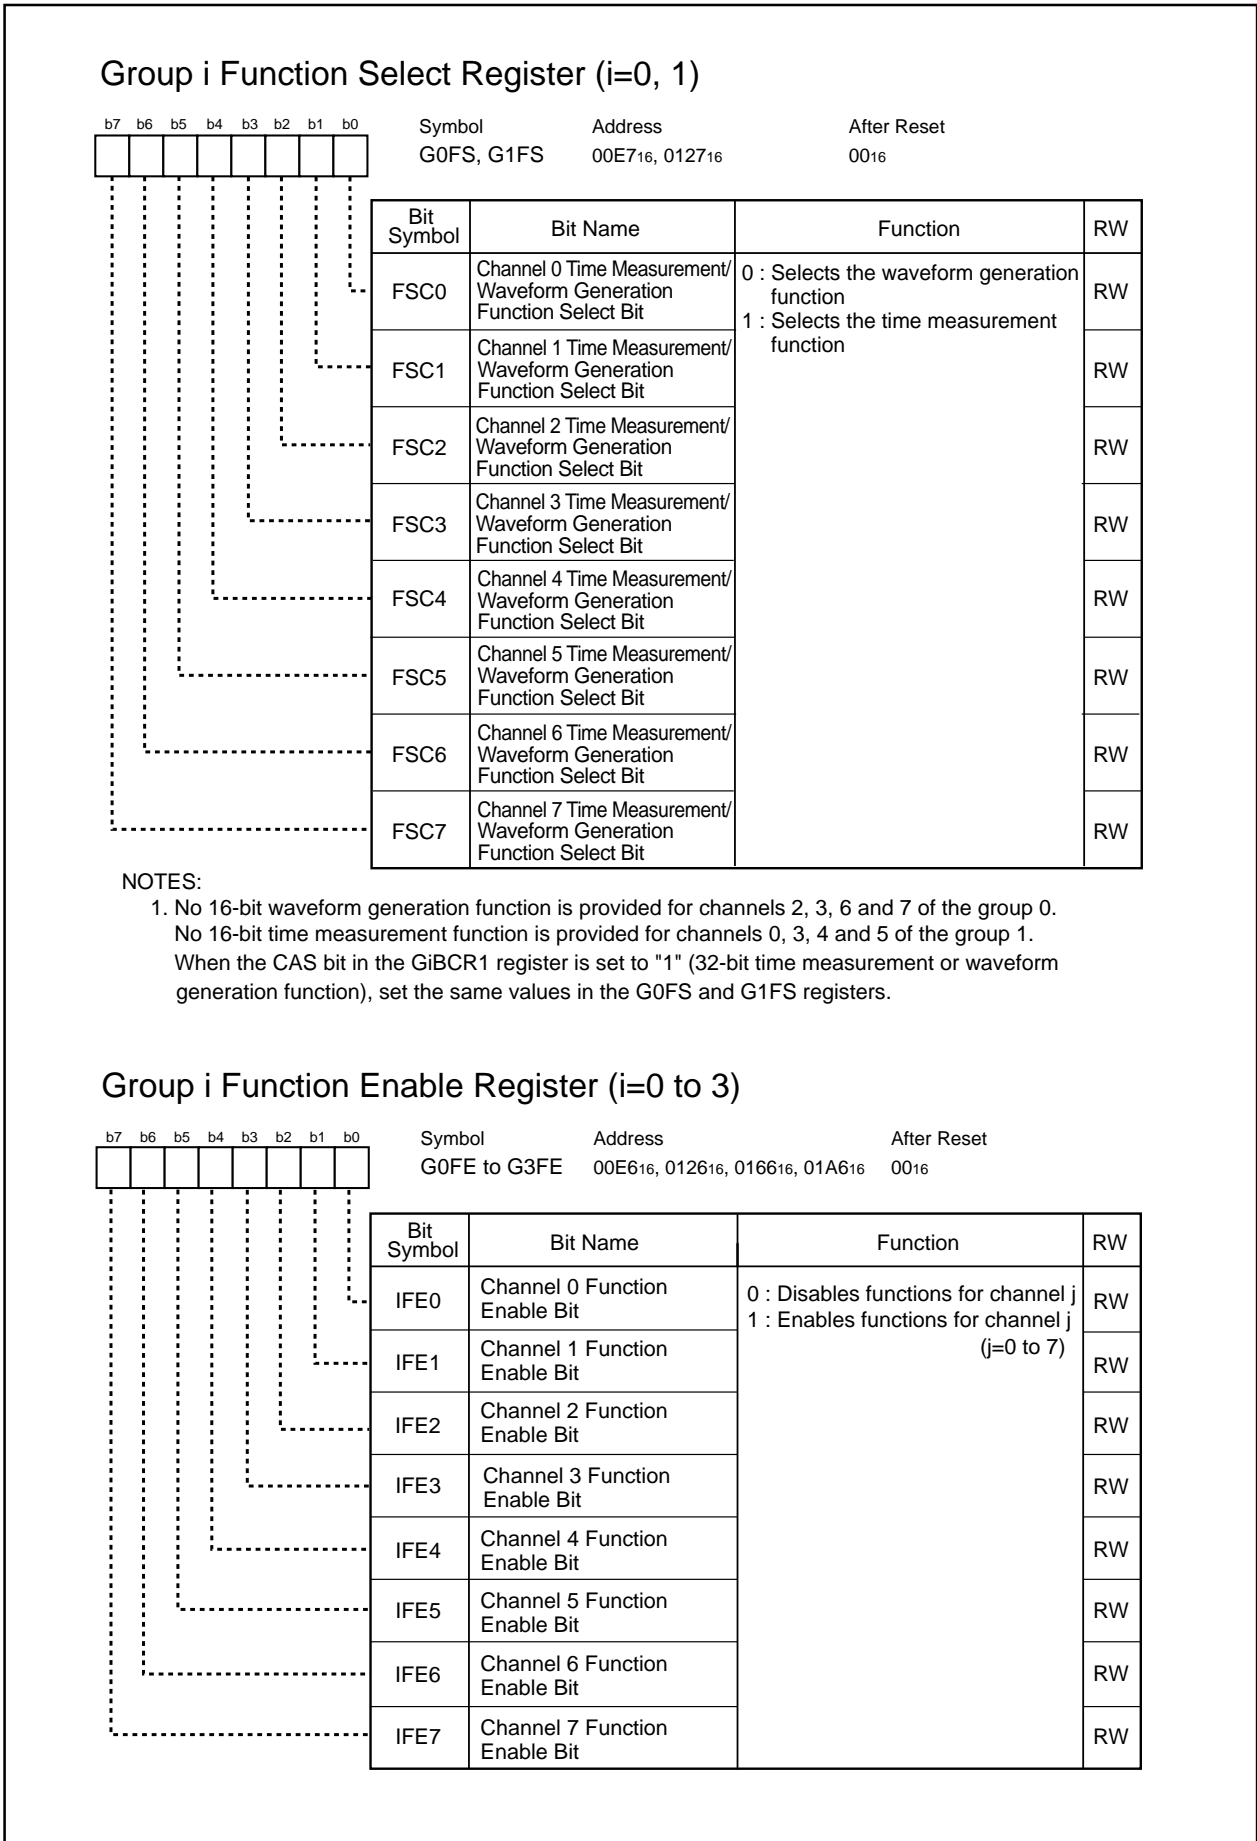 Group i Function Select Register (i=0, 1)
b7 b6 b5 b4 b3 b2 b1 b0
Symbol Address After Reset
G0FS, G1FS 00E716, 012716 0016
Bit Symbol Bit Name Function RW
FSC0 Channel 0 Time Measurement/ Waveform Generation Function Select Bit RW
0 : Selects the waveform generation function
1 : Selects the time measurement function
FSC1 Channel 1 Time Measurement/ Waveform Generation Function Select Bit RW
FSC2 Channel 2 Time Measurement/ Waveform Generation Function Select Bit RW
FSC3 Channel 3 Time Measurement/ Waveform Generation Function Select Bit RW
FSC4 Channel 4 Time Measurement/ Waveform Generation Function Select Bit RW
FSC5 Channel 5 Time Measurement/ Waveform Generation Function Select Bit RW
FSC6 Channel 6 Time Measurement/ Waveform Generation Function Select Bit RW
FSC7 Channel 7 Time Measurement/ Waveform Generation Function Select Bit RW
NOTES:
1. No 16-bit waveform generation function is provided for channels 2, 3, 6 and 7 of the group 0.
No 16-bit time measurement function is provided for channels 0, 3, 4 and 5 of the group 1.
When the CAS bit in the GiBCR1 register is set to "1" (32-bit time measurement or waveform
generation function), set the same values in the G0FS and G1FS registers.
Group i Function Enable Register (i=0 to 3)
b7 b6 b5 b4 b3 b2 b1 b0
Symbol Address After Reset
G0FE to G3FE 00E616, 012616, 016616, 01A616 0016
Bit Symbol Bit Name Function RW
IFE0 Channel 0 Function Enable Bit RW
0 : Disables functions for channel j
1 : Enables functions for channel j
(j=0 to 7)
IFE1 Channel 1 Function Enable Bit RW
IFE2 Channel 2 Function Enable Bit RW
IFE3 Channel 3 Function Enable Bit RW
IFE4 Channel 4 Function Enable Bit RW
IFE5 Channel 5 Function Enable Bit RW
IFE6 Channel 6 Function Enable Bit RW
IFE7 Channel 7 Function Enable Bit RW